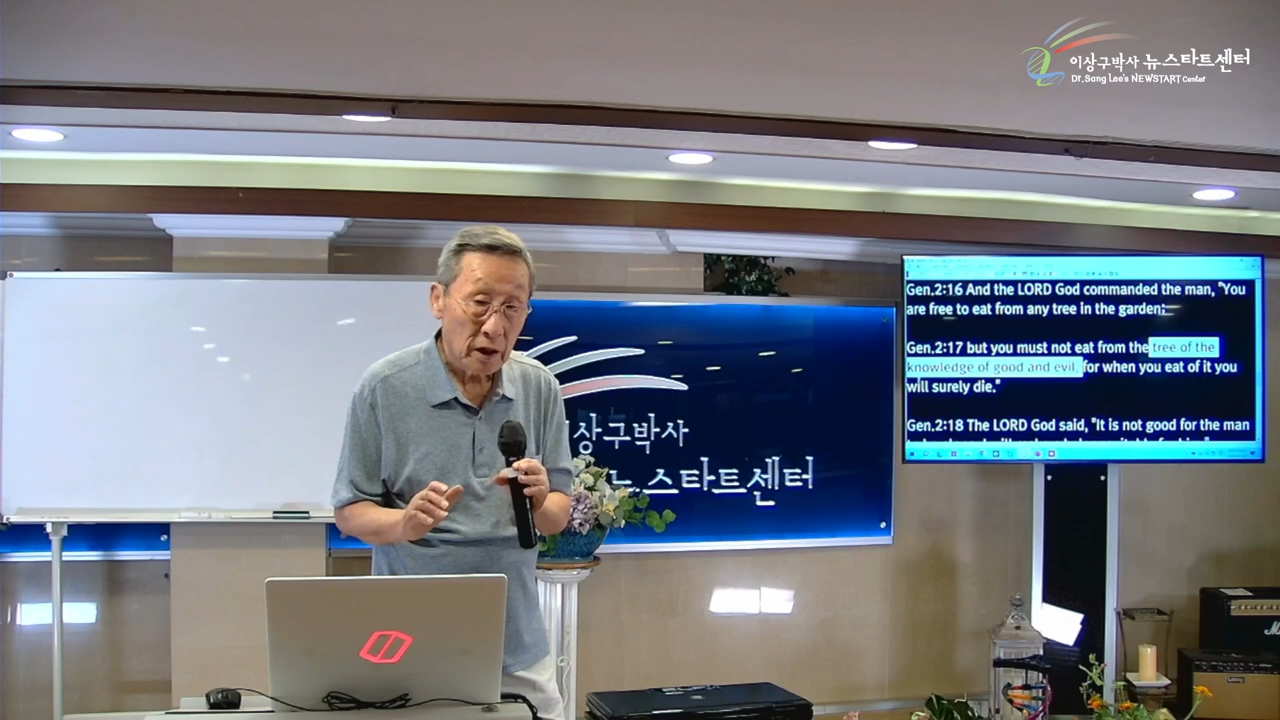 이상구박사 뉴스타트센터
Dr. Sang Lee's NEWSTART Center
Gen.2:16 And the LORD God commanded the man, "You
are free to eat from any tree in the garden;
Gen.2:17 but you must not eat from the tree of the
knowledge of good and evil, for when you eat of it you
will surely die."
Gen.2:18 The LORD God said, "It is not good for the man
이상구박사
뉴스타트센터